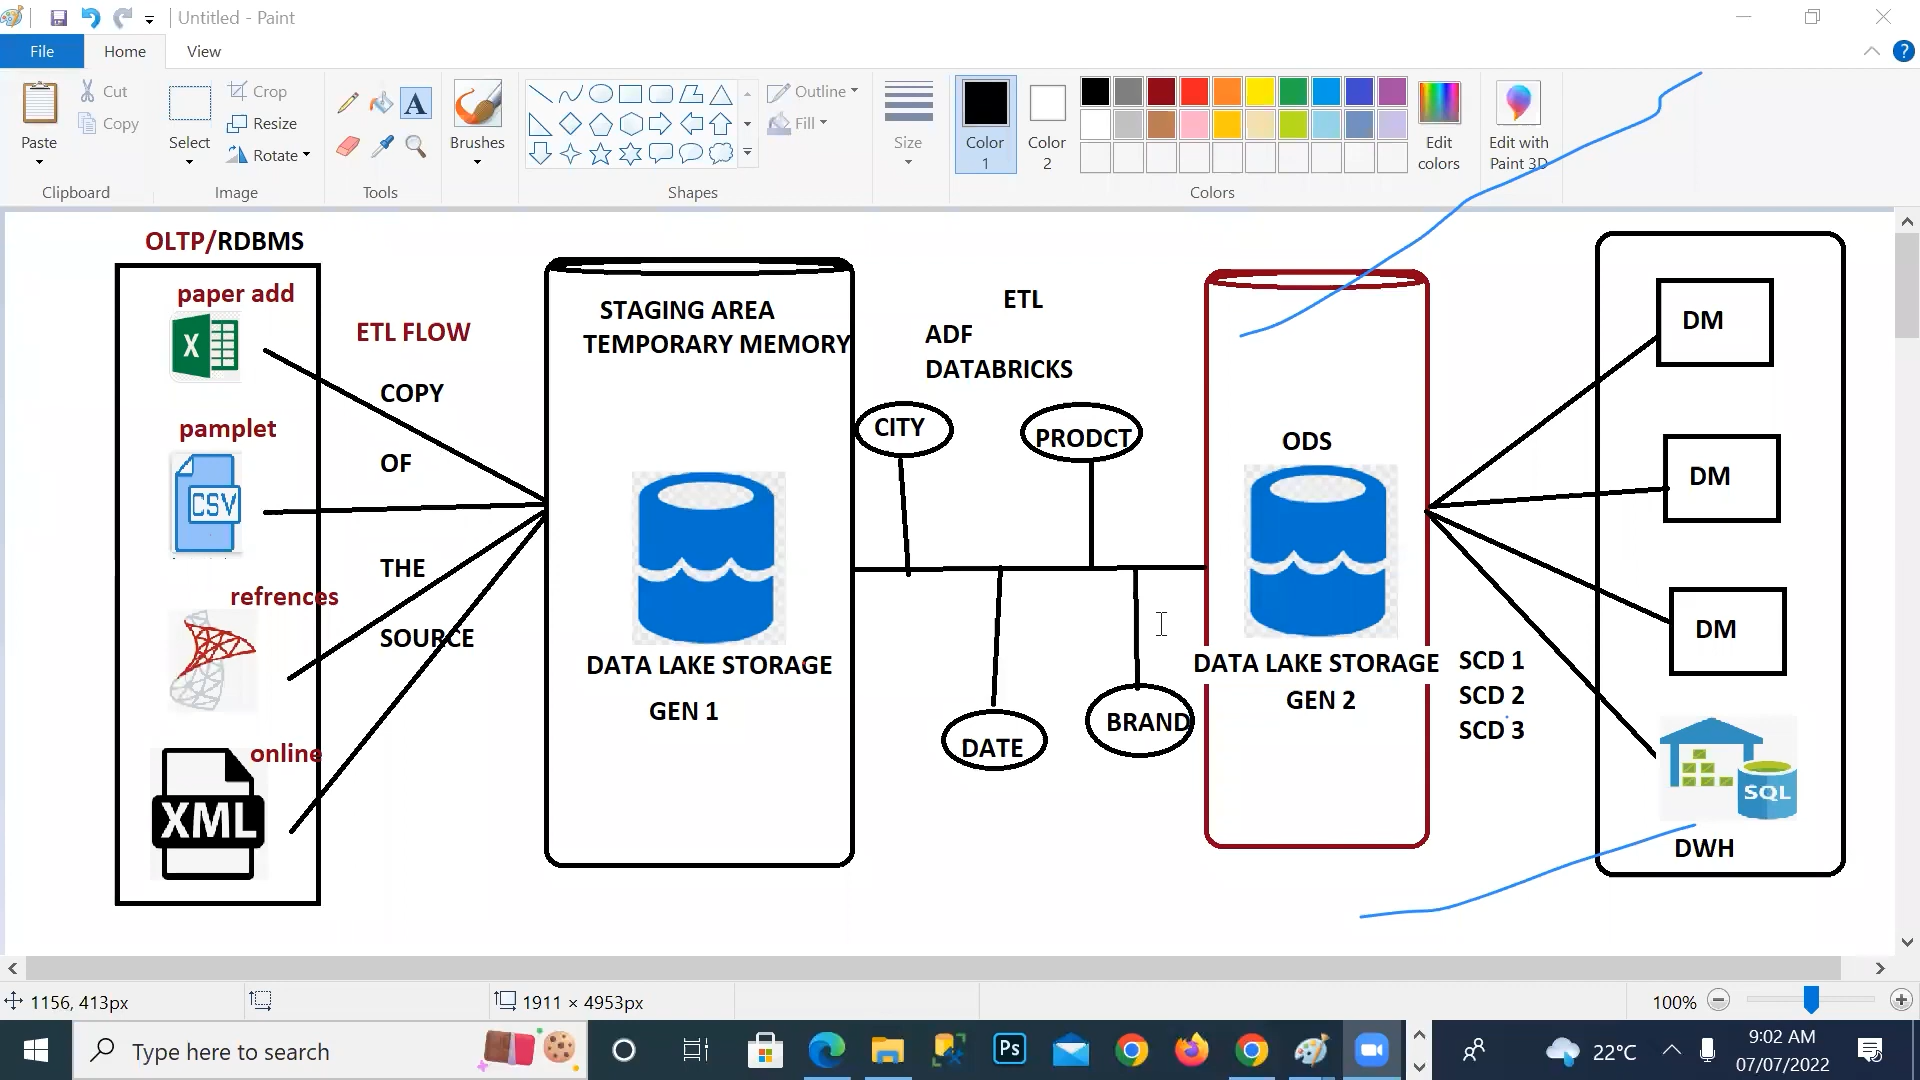 Untitled - Paint
File
Home
View
Paste
Cut
Copy
Clipboard
Select
Crop
Resize
Rotate
Image
A
Tools
Brushes
Outline
Fill
Shapes
Size
Color
1
Color
2
Edit
colors
Colors
Edit with
Paint 3D
?
OLTP/RDBMS
paper add
X
pamplet
CSV
refrences
online
XML
ETL FLOW
COPY
OF
THE
SOURCE
STAGING AREA
TEMPORARY MEMORY
DATA LAKE STORAGE
GEN 1
ETL
ADF
DATABRICKS
CITY
PRODCT
DATE
BRAND
ODS
DATA LAKE STORAGE
GEN 2
SCD 1
SCD 2
SCD 3
DM
DM
DM
SQL
DWH
1156, 413px
1911 × 4953px
100%
Type here to search
Ps
22°C
9:02 AM
07/07/2022